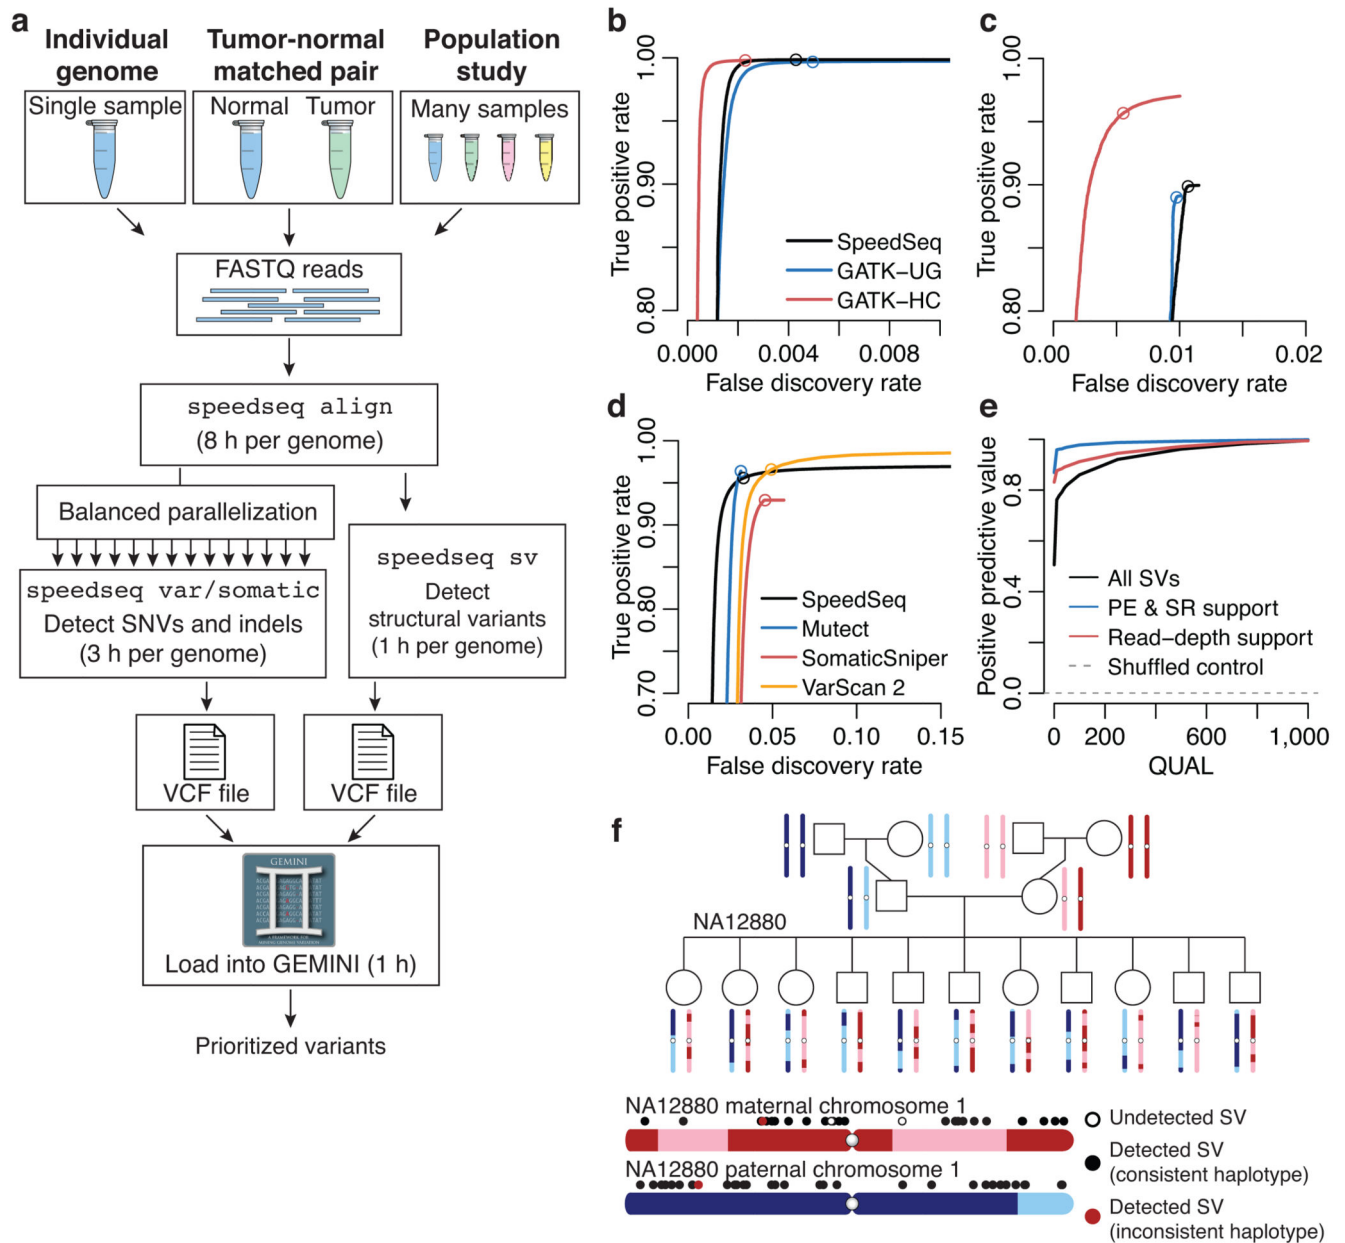 a
Individual
genome
Tumor-normal
matched pair
Population
study
Single sample
Normal Tumor
Many samples
FASTQ reads
speedseq align
(8 h per genome)
Balanced parallelization
speedseq var/somatic
Detect SNVs and indels
(3 h per genome)
speedseq sv
Detect
structural variants
(1 h per genome)
VCF file
VCF file
GEMINI
Load into GEMINI (1 h)
Prioritized variants
b
True positive rate
1.00
0.90
0.80
SpeedSeq
GATK-UG
GATK-HC
0.000 0.004 0.008
False discovery rate
c
True positive rate
1.00
0.90
0.80
0.00 0.01 0.02
False discovery rate
d
True positive rate
1.00
0.90
0.80
0.70
SpeedSeq
Mutect
SomaticSniper
VarScan 2
0.00 0.05 0.10 0.15
False discovery rate
e
Positive predictive value
0.8
0.4
0.0
All SVs
PE & SR support
Read-depth support
Shuffled control
0 200 600 1,000
QUAL
f
NA12880
NA12880 maternal chromosome 1
NA12880 paternal chromosome 1
Undetected SV
Detected SV
(consistent haplotype)
Detected SV
(inconsistent haplotype)